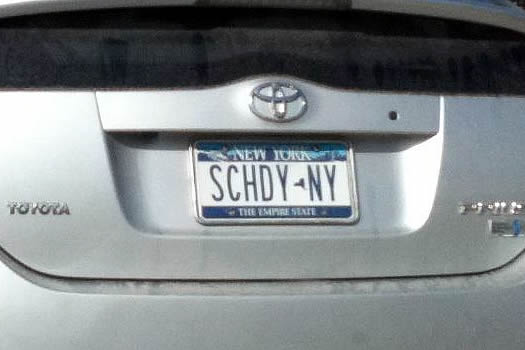 NEW YORK
SCHDY NY
THE EMPIRE STATE
TOYOTA